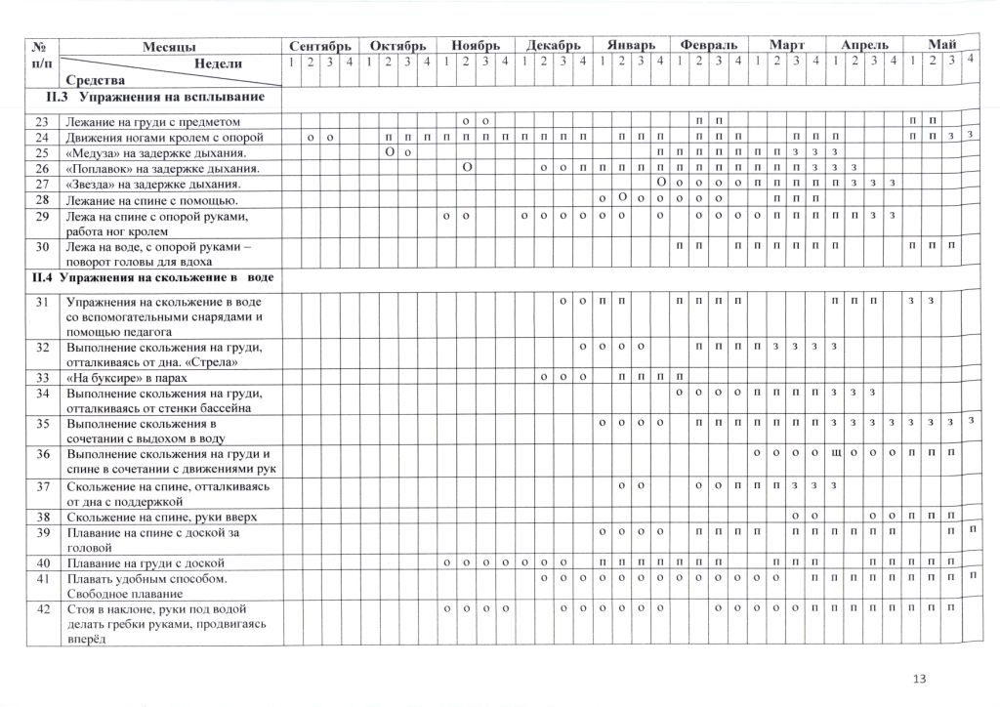 № Месяцы Сентябрь Октябрь Ноябрь Декабрь Январь Февраль Март Апрель Май
п/п Недели 1 2 3 4 1 2 3 4 1 2 3 4 1 2 3 4 1 2 3 4 1 2 3 4 1 2 3 4 1 2 3 4 1 2 3 4
Средства
II.3 Упражнения на всплывание
23 Лежание на груди с предметом о о п п п п
24 Движения ногами кролем с опорой о о п п п п п п п п п п п п п п п п п п п п п п п з з
25 «Медуза» на задержке дыхания. О о п п п п п п п з з з
26 «Поплавок» на задержке дыхания. О о о п п п п п п п п п п п п з з з
27 «Звезда» на задержке дыхания. О о о о о п п п п п з з з
28 Лежание на спине с помощью. о О о о о о о п п п
29 Лежа на спине с опорой руками, о о о о о о о о о о о о о п п п п п з з
работа ног кролем
30 Лежа на воде, с опорой руками – п п п п п п п п п п п
поворот головы для вдоха
II.4 Упражнения на скольжение в воде
31 Упражнения на скольжение в воде о о п п п п п п п п п з з
со вспомогательными снарядами и
помощью педагога
32 Выполнение скольжения на груди, о о о о п п п п з з з з
отталкиваясь от дна. «Стрела»
33 «На буксире» в парах о о о п п п п
34 Выполнение скольжения на груди, о о о о п п п п з з з
отталкиваясь от стенки бассейна
35 Выполнение скольжения в о о о о п п п п п п п з з з з з з з з
сочетании с выдохом в воду
36 Выполнение скольжения на груди и о о о о щ о о о п п п
спине в сочетании с движениями рук
37 Скольжение на спине, отталкиваясь о о о о п п п з з з
от дна с поддержкой
38 Скольжение на спине, руки вверх о о о о п п п
39 Плавание на спине с доской за о о о о п п п п п п п п п п п п
головой
40 Плавание на груди с доской о о о о о о о п п п п п п п п п п п п п п п
41 Плавать удобным способом. о о о о о о о о о о о о о п п п п п п п п п
Свободное плавание
42 Стоя в наклоне, руки под водой о о о о о о о о о о о о о о о п п п п п п п п
делать гребки руками, продвигаясь
вперёд
13